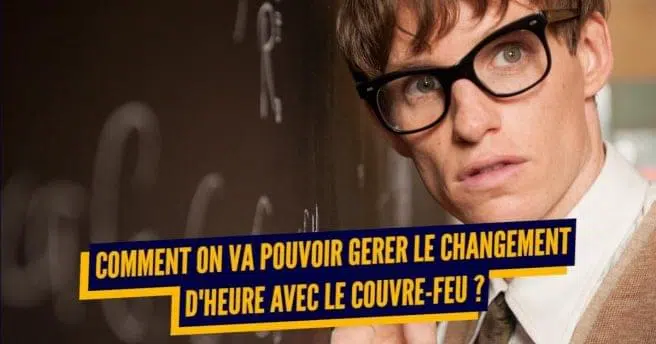 COMMENT ON VA POUVOIR GERER LE CHANGEMENT
D'HEURE AVEC LE COUVRE-FEU ?